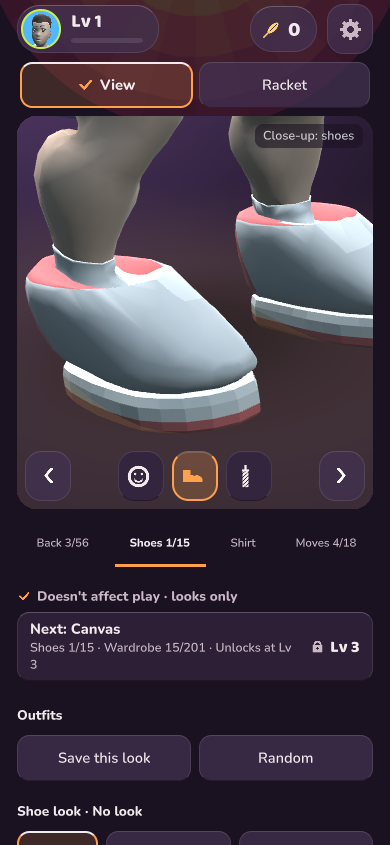 Lv 1
0
View
Racket
Close-up: shoes
Back 3/56
Shoes 1/15
Shirt
Moves 4/18
Doesn't affect play · looks only
Next: Canvas
Shoes 1/15 · Wardrobe 15/201 · Unlocks at Lv
3
Lv 3
Outfits
Save this look
Random
Shoe look · No look